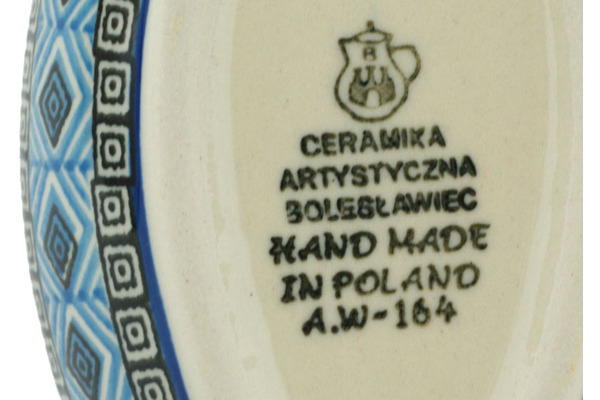 B
CERAMIKA
ARTYSTYCZNA
BOLESŁAWIEC
HAND MADE
IN POLAND
A.W-164